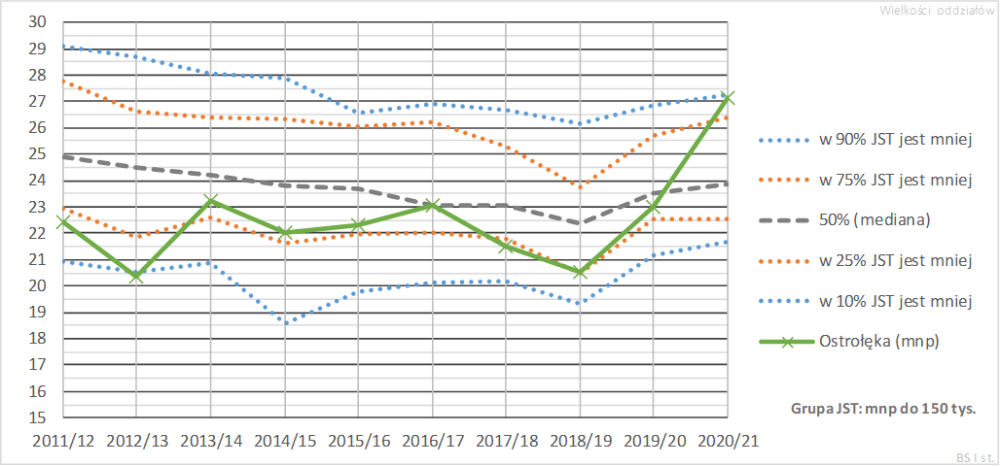 Wielkości oddziałów
30
29
28
27
26
25
24
23
22
21
20
19
18
17
16
15
2011/12 2012/13 2013/14 2014/15 2015/16 2016/17 2017/18 2018/19 2019/20 2020/21
w 90% JST jest mniej
w 75% JST jest mniej
50% (mediana)
w 25% JST jest mniej
w 10% JST jest mniej
Ostrołęka (mnp)
Grupa JST: mnp do 150 tys.
BS I st.